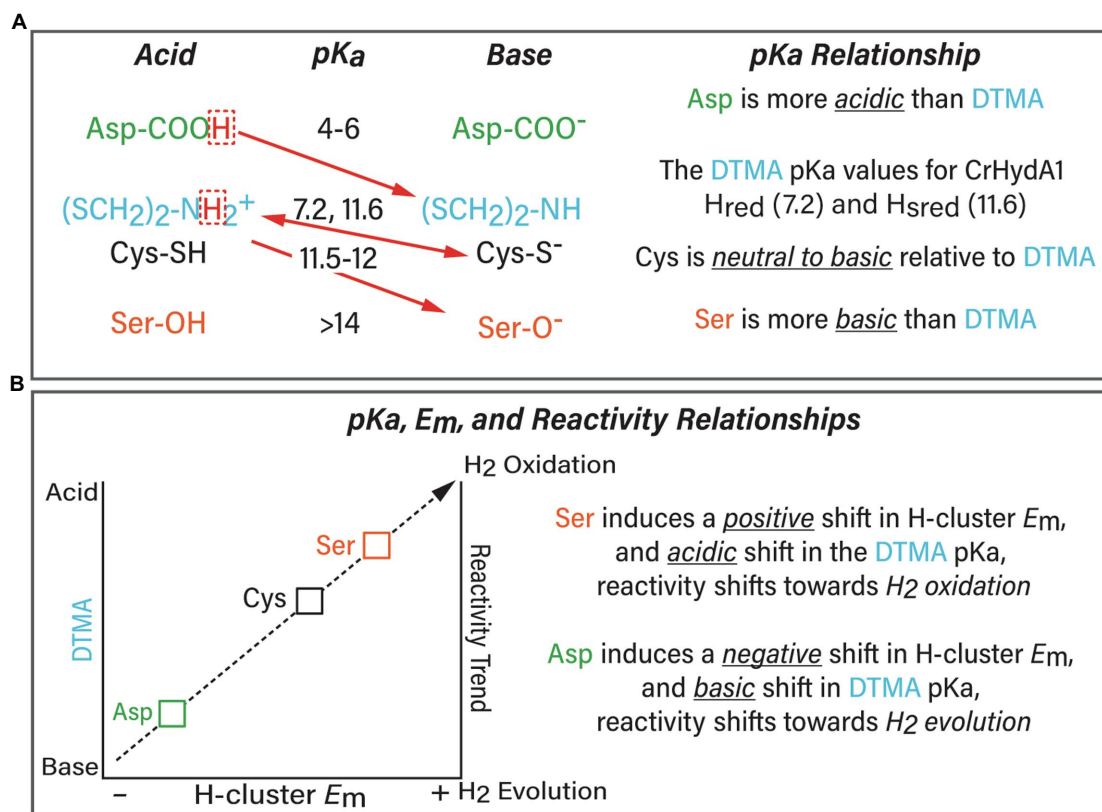 A
Acid pKa Base pKa Relationship
Asp-COOH 4-6 Asp-COO⁻ Asp is more acidic than DTMA
(SCH2)2-NH2⁺ 7.2, 11.6 (SCH2)2-NH The DTMA pKa values for CrHydA1
Hred (7.2) and Hsred (11.6)
Cys-SH 11.5-12 Cys-S⁻ Cys is neutral to basic relative to DTMA
Ser-OH >14 Ser-O⁻ Ser is more basic than DTMA
B
pKa, Em, and Reactivity Relationships
H2 Oxidation
Acid
Ser
Cys
Asp
DTMA
Base
Reactivity Trend
− H-cluster Em + H2 Evolution
Ser induces a positive shift in H-cluster Em,
and acidic shift in the DTMA pKa,
reactivity shifts towards H2 oxidation
Asp induces a negative shift in H-cluster Em,
and basic shift in DTMA pKa,
reactivity shifts towards H2 evolution